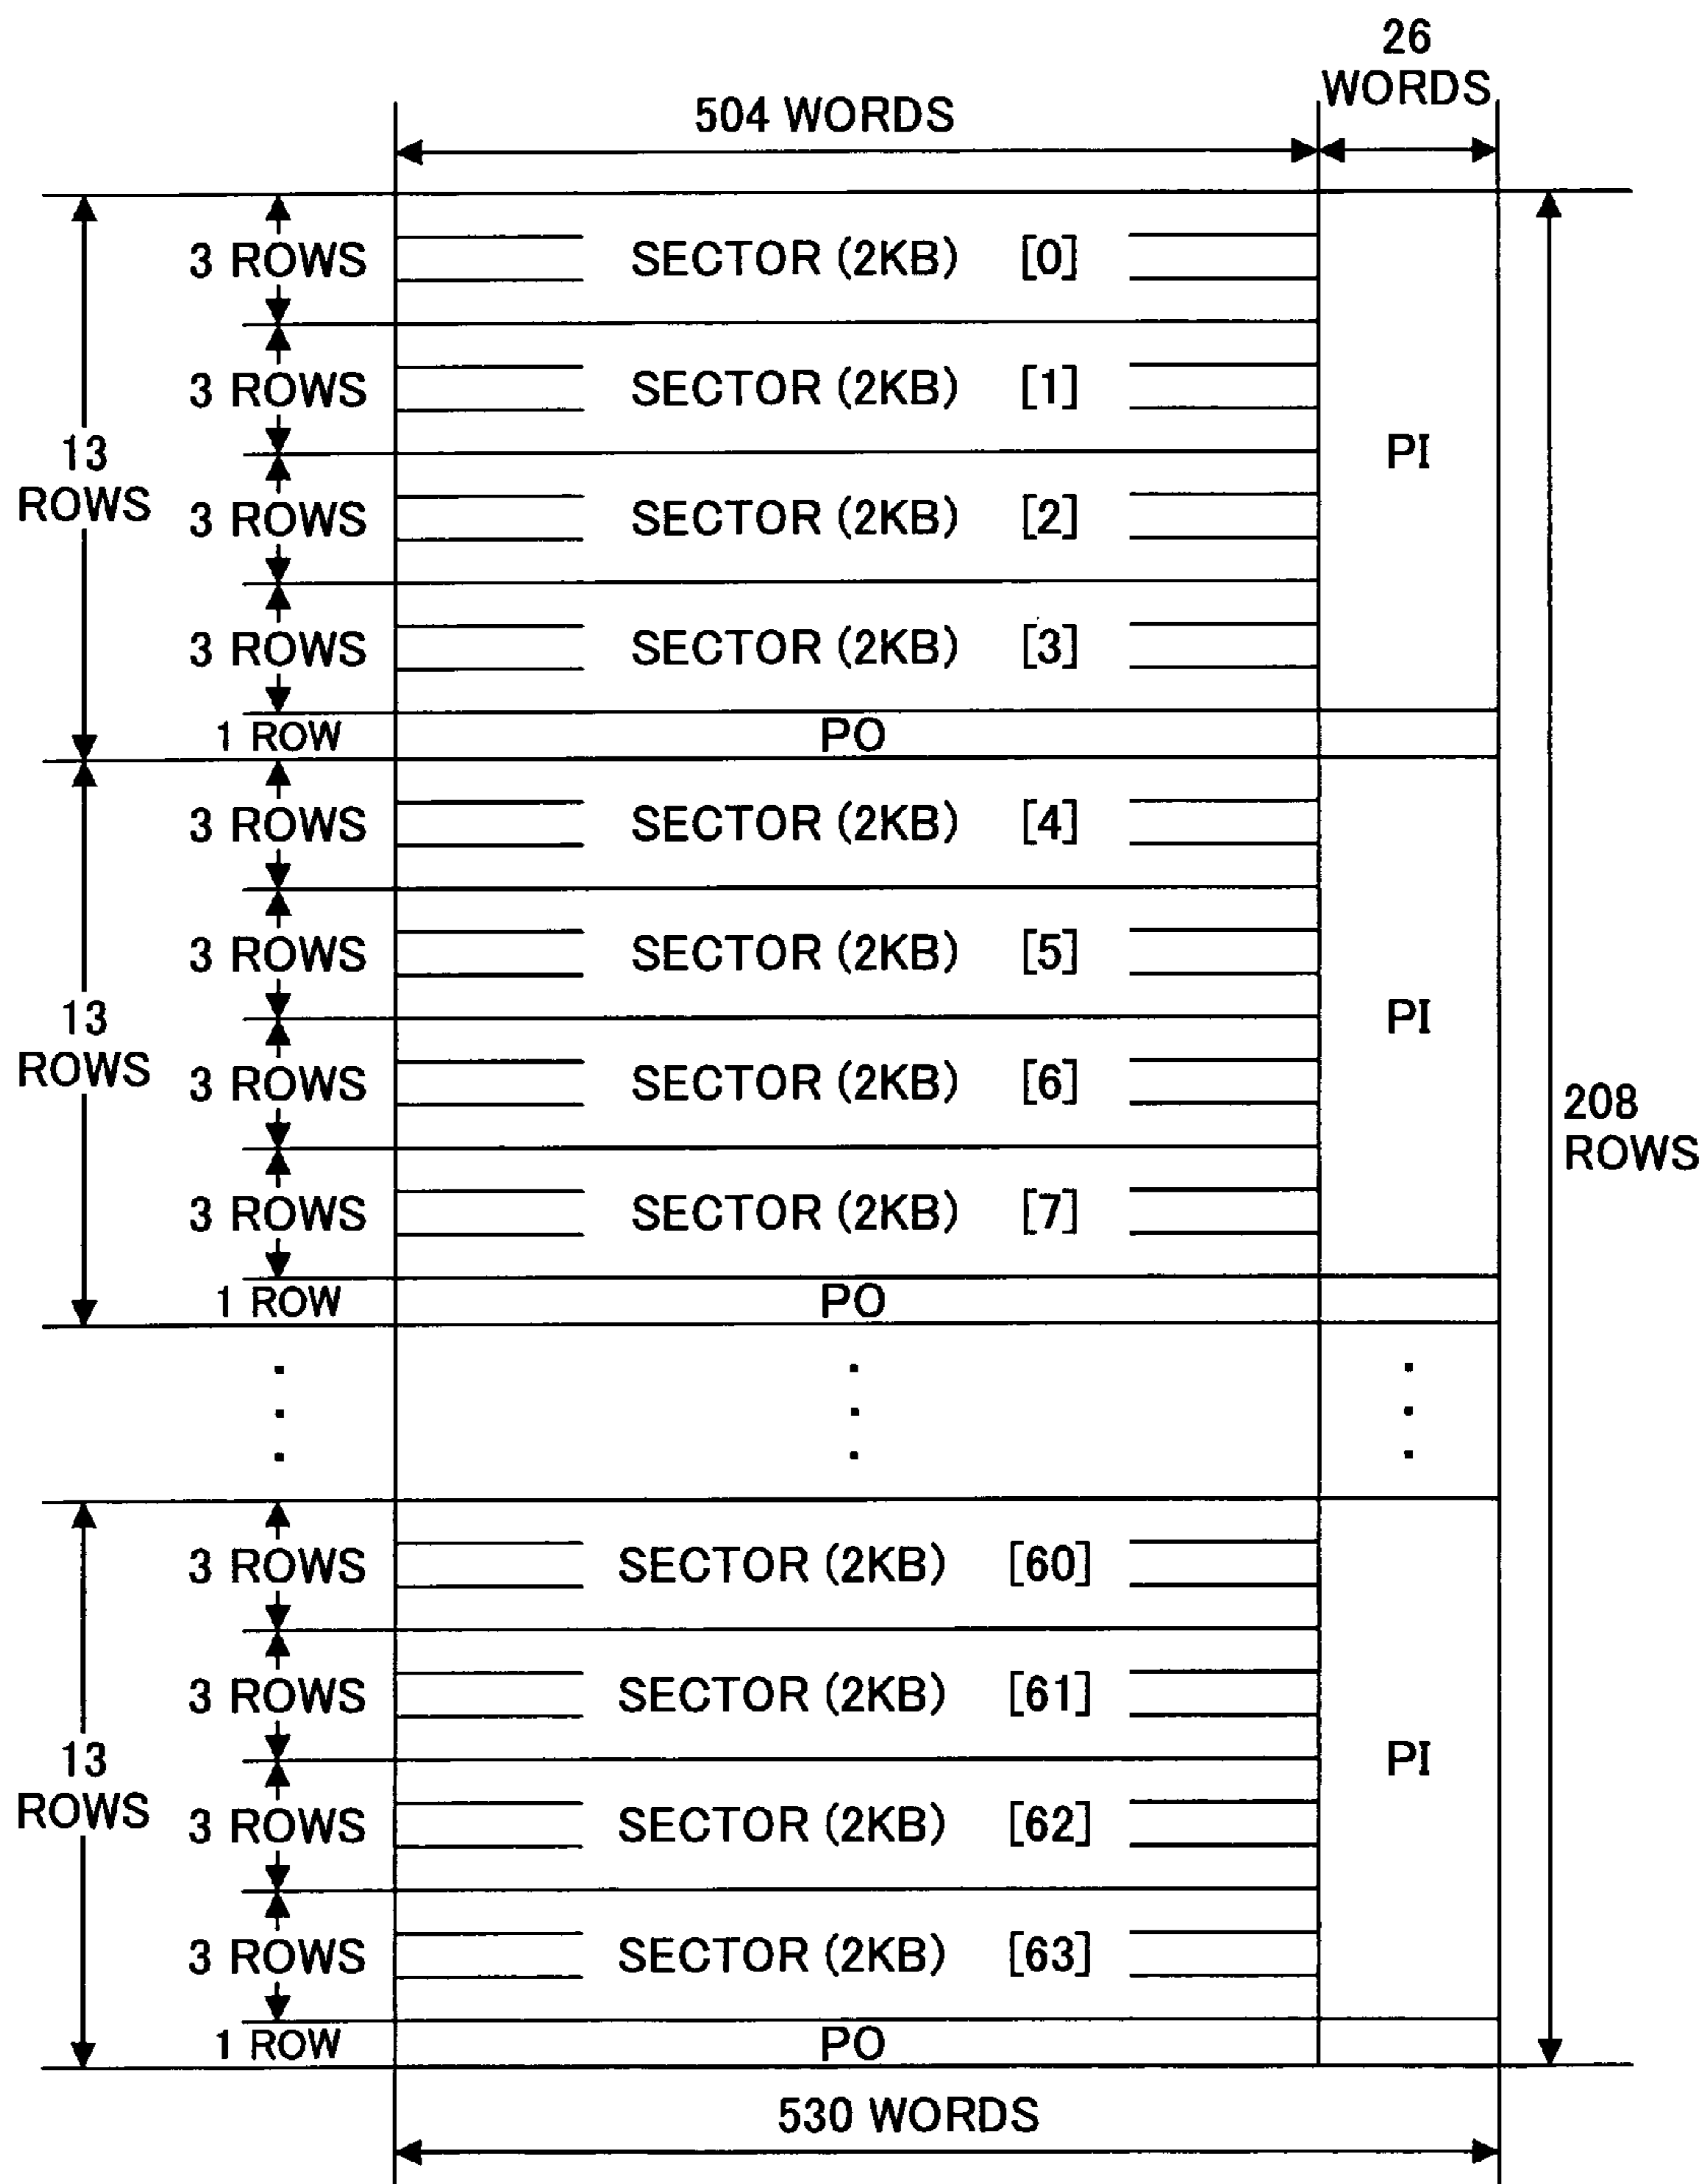 26
WORDS
504 WORDS
3 ROWS SECTOR (2KB) [0]
3 ROWS SECTOR (2KB) [1]
13
ROWS
PI
3 ROWS SECTOR (2KB) [2]
3 ROWS SECTOR (2KB) [3]
1 ROW PO
3 ROWS SECTOR (2KB) [4]
3 ROWS SECTOR (2KB) [5]
13
ROWS
PI
3 ROWS SECTOR (2KB) [6]
208
ROWS
3 ROWS SECTOR (2KB) [7]
1 ROW PO
3 ROWS SECTOR (2KB) [60]
3 ROWS SECTOR (2KB) [61]
13
ROWS
PI
3 ROWS SECTOR (2KB) [62]
3 ROWS SECTOR (2KB) [63]
1 ROW PO
530 WORDS